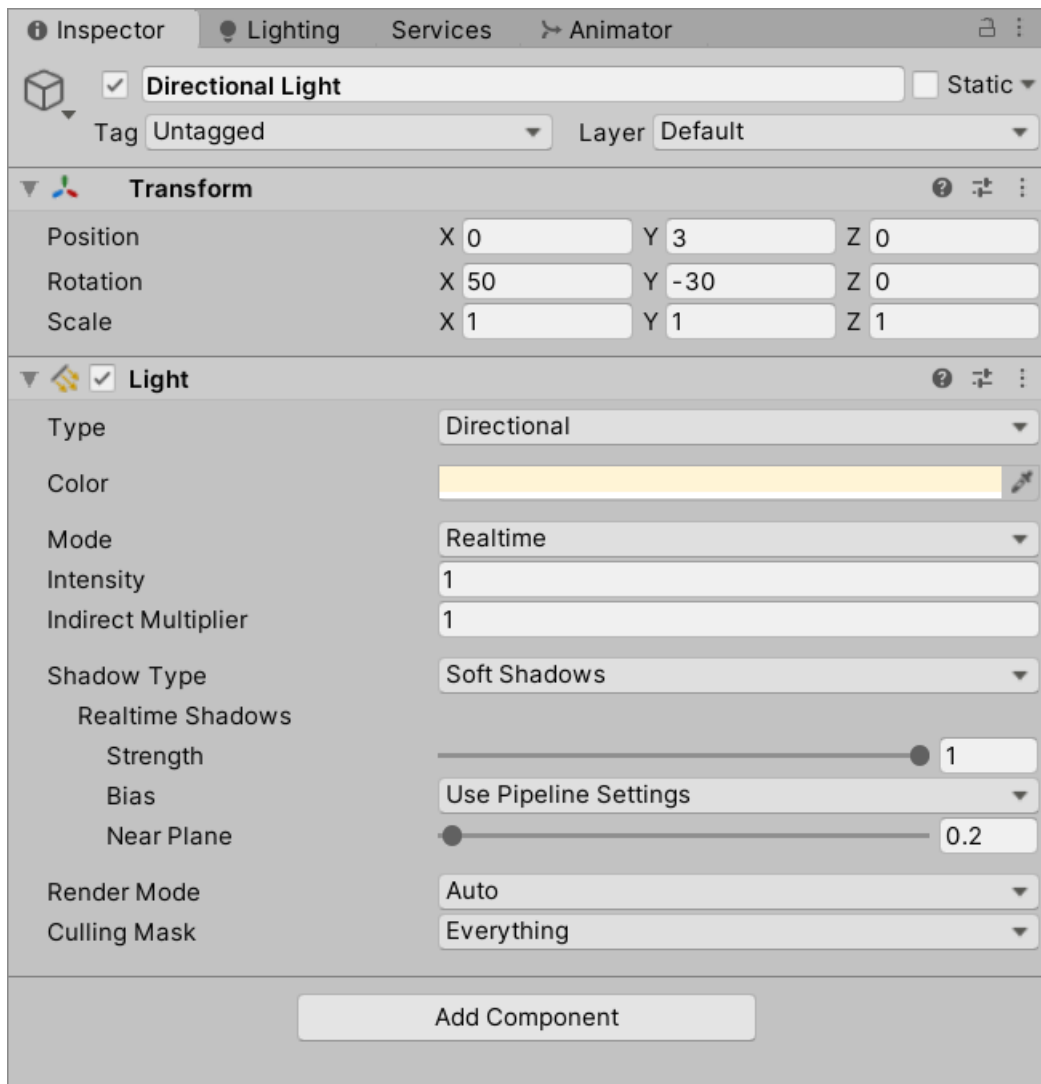 Inspector Lighting Services Animator
Directional Light Static
Tag Untagged Layer Default
Transform
Position X 0 Y 3 Z 0
Rotation X 50 Y -30 Z 0
Scale X 1 Y 1 Z 1
Light
Type Directional
Color
Mode Realtime
Intensity 1
Indirect Multiplier 1
Shadow Type Soft Shadows
Realtime Shadows
Strength 1
Bias Use Pipeline Settings
Near Plane 0.2
Render Mode Auto
Culling Mask Everything
Add Component